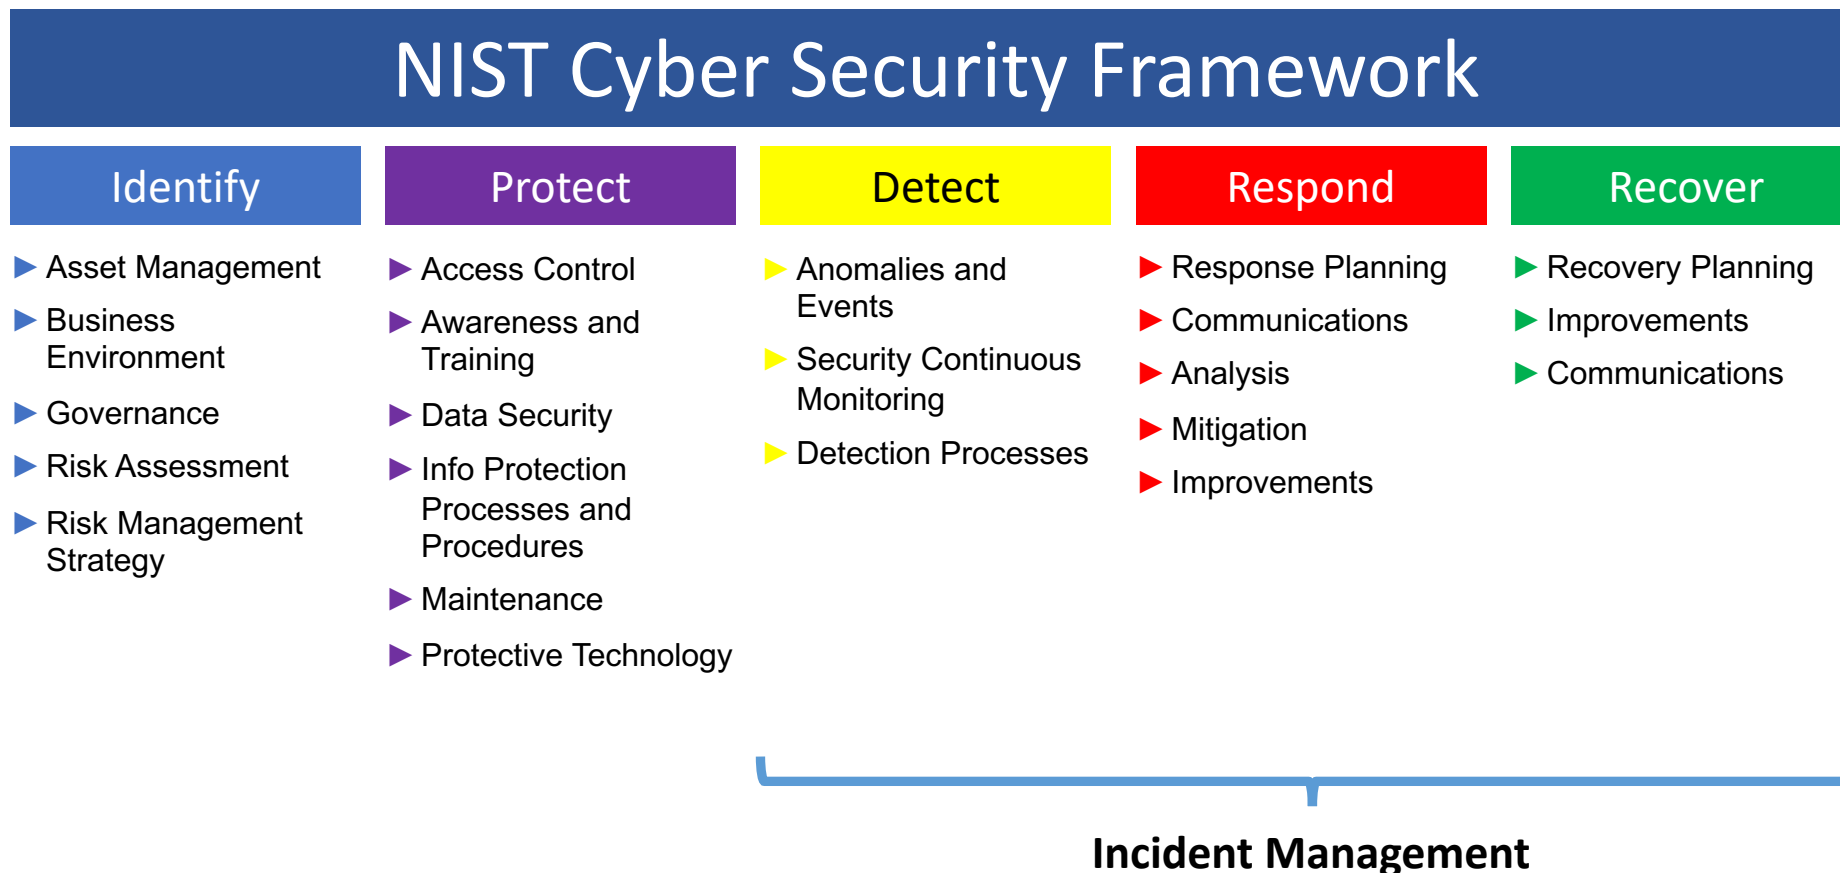 NIST Cyber Security Framework
Identify
Asset Management
Business
Environment
Governance
Risk Assessment
Risk Management
Strategy
Protect
Access Control
Awareness and
Training
Data Security
Info Protection
Processes and
Procedures
Maintenance
Protective Technology
Detect
Anomalies and
Events
Security Continuous
Monitoring
Detection Processes
Respond
Response Planning
Communications
Analysis
Mitigation
Improvements
Recover
Recovery Planning
Improvements
Communications
Incident Management